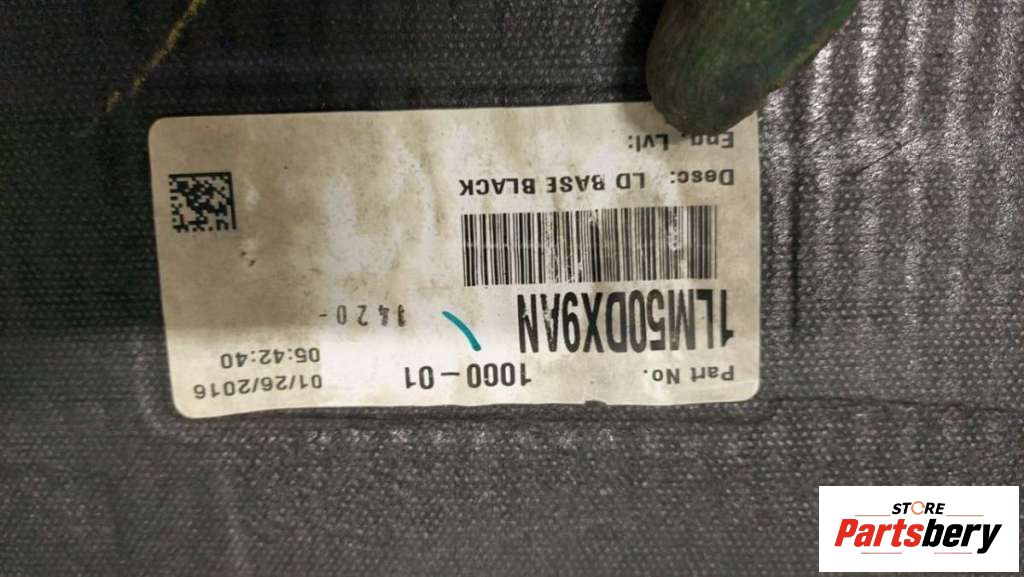 Part No. 1000-01 01/26/2016
05:42:40
1LM50DX9AN 1420-
Desc: LD BASE BLACK
Eng. Lvl:
STORE
Partsbery